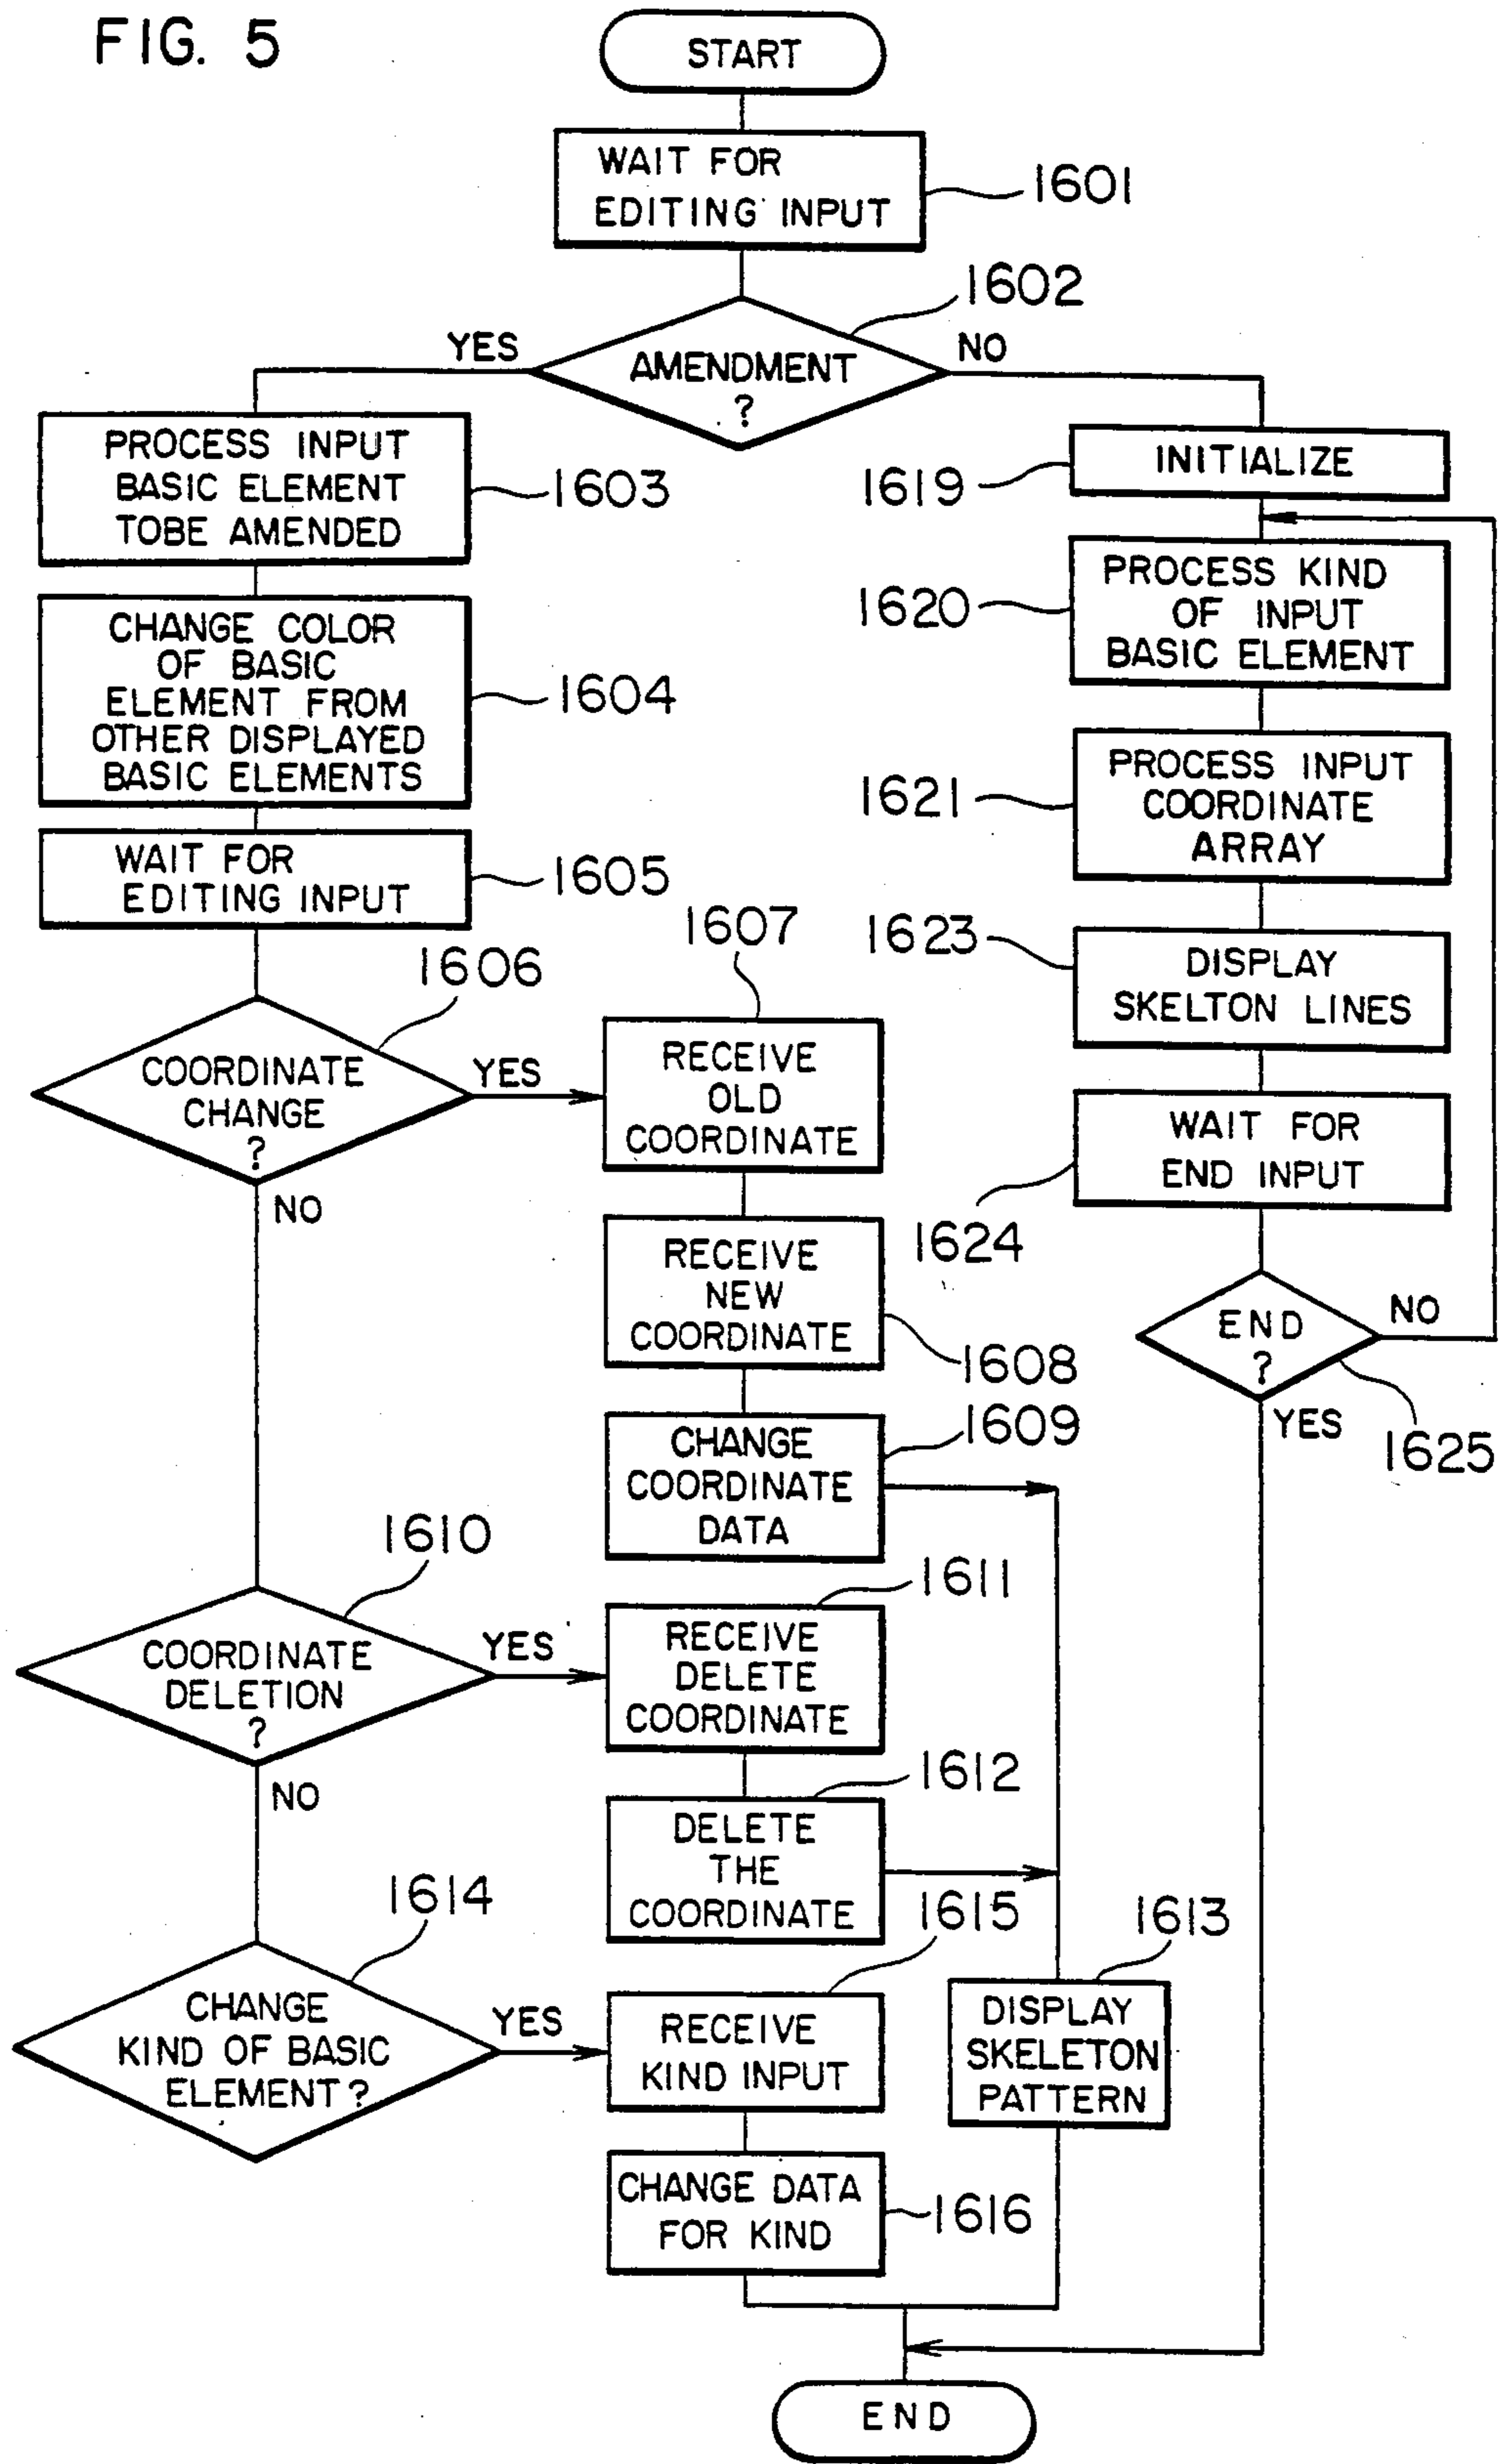 FIG. 5
START
WAIT FOR
EDITING INPUT
1601
1602
YES
AMENDMENT
?
NO
PROCESS INPUT
BASIC ELEMENT
TOBE AMENDED
1603
CHANGE COLOR
OF BASIC
ELEMENT FROM
OTHER DISPLAYED
BASIC ELEMENTS
1604
WAIT FOR
EDITING INPUT
1605
1606
COORDINATE
CHANGE
?
YES
NO
1607
RECEIVE
OLD
COORDINATE
RECEIVE
NEW
COORDINATE
1608
CHANGE
COORDINATE
DATA
1609
1610
COORDINATE
DELETION
?
YES
NO
1611
RECEIVE
DELETE
COORDINATE
1612
DELETE
THE
COORDINATE
1614
CHANGE
KIND OF BASIC
ELEMENT?
YES
1615
RECEIVE
KIND INPUT
CHANGE DATA
FOR KIND
1616
1613
DISPLAY
SKELETON
PATTERN
INITIALIZE
1619
PROCESS KIND
OF INPUT
BASIC ELEMENT
1620
PROCESS INPUT
COORDINATE
ARRAY
1621
1623
DISPLAY
SKELTON LINES
WAIT FOR
END INPUT
1624
END
?
NO
YES
1625
END